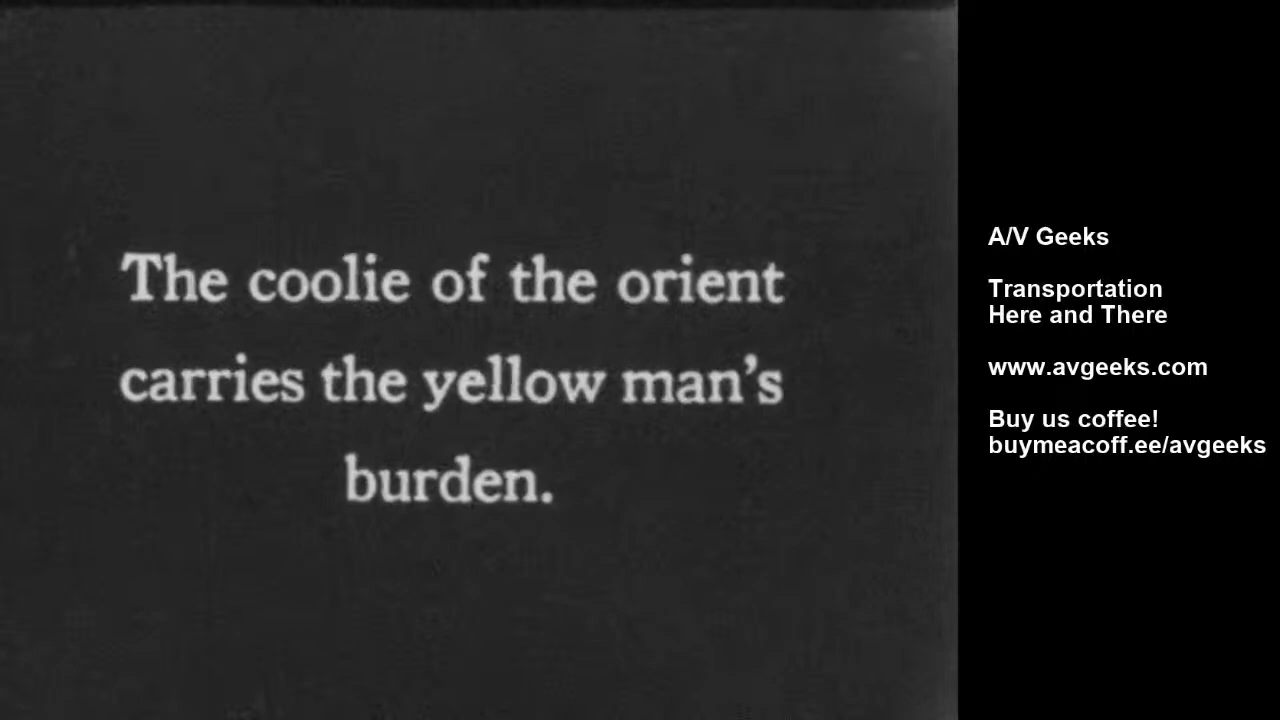 The coolie of the orient
carries the yellow man's
burden.
A/V Geeks
Transportation
Here and There
www.avgeeks.com
Buy us coffee!
buymeacoff.ee/avgeeks